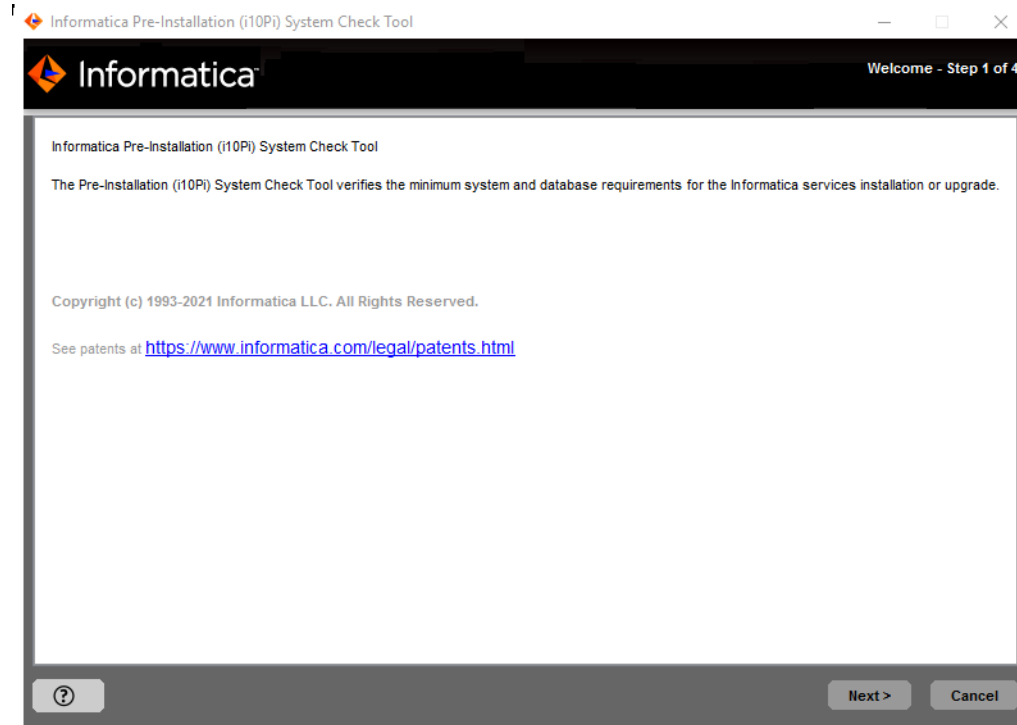 Informatica Pre-Installation (i10Pi) System Check Tool
Informatica
Welcome - Step 1 of 4
Informatica Pre-Installation (i10Pi) System Check Tool
The Pre-Installation (i10Pi) System Check Tool verifies the minimum system and database requirements for the Informatica services installation or upgrade.
Copyright (c) 1993-2021 Informatica LLC. All Rights Reserved.
See patents at https://www.informatica.com/legal/patents.html
?
Next >
Cancel